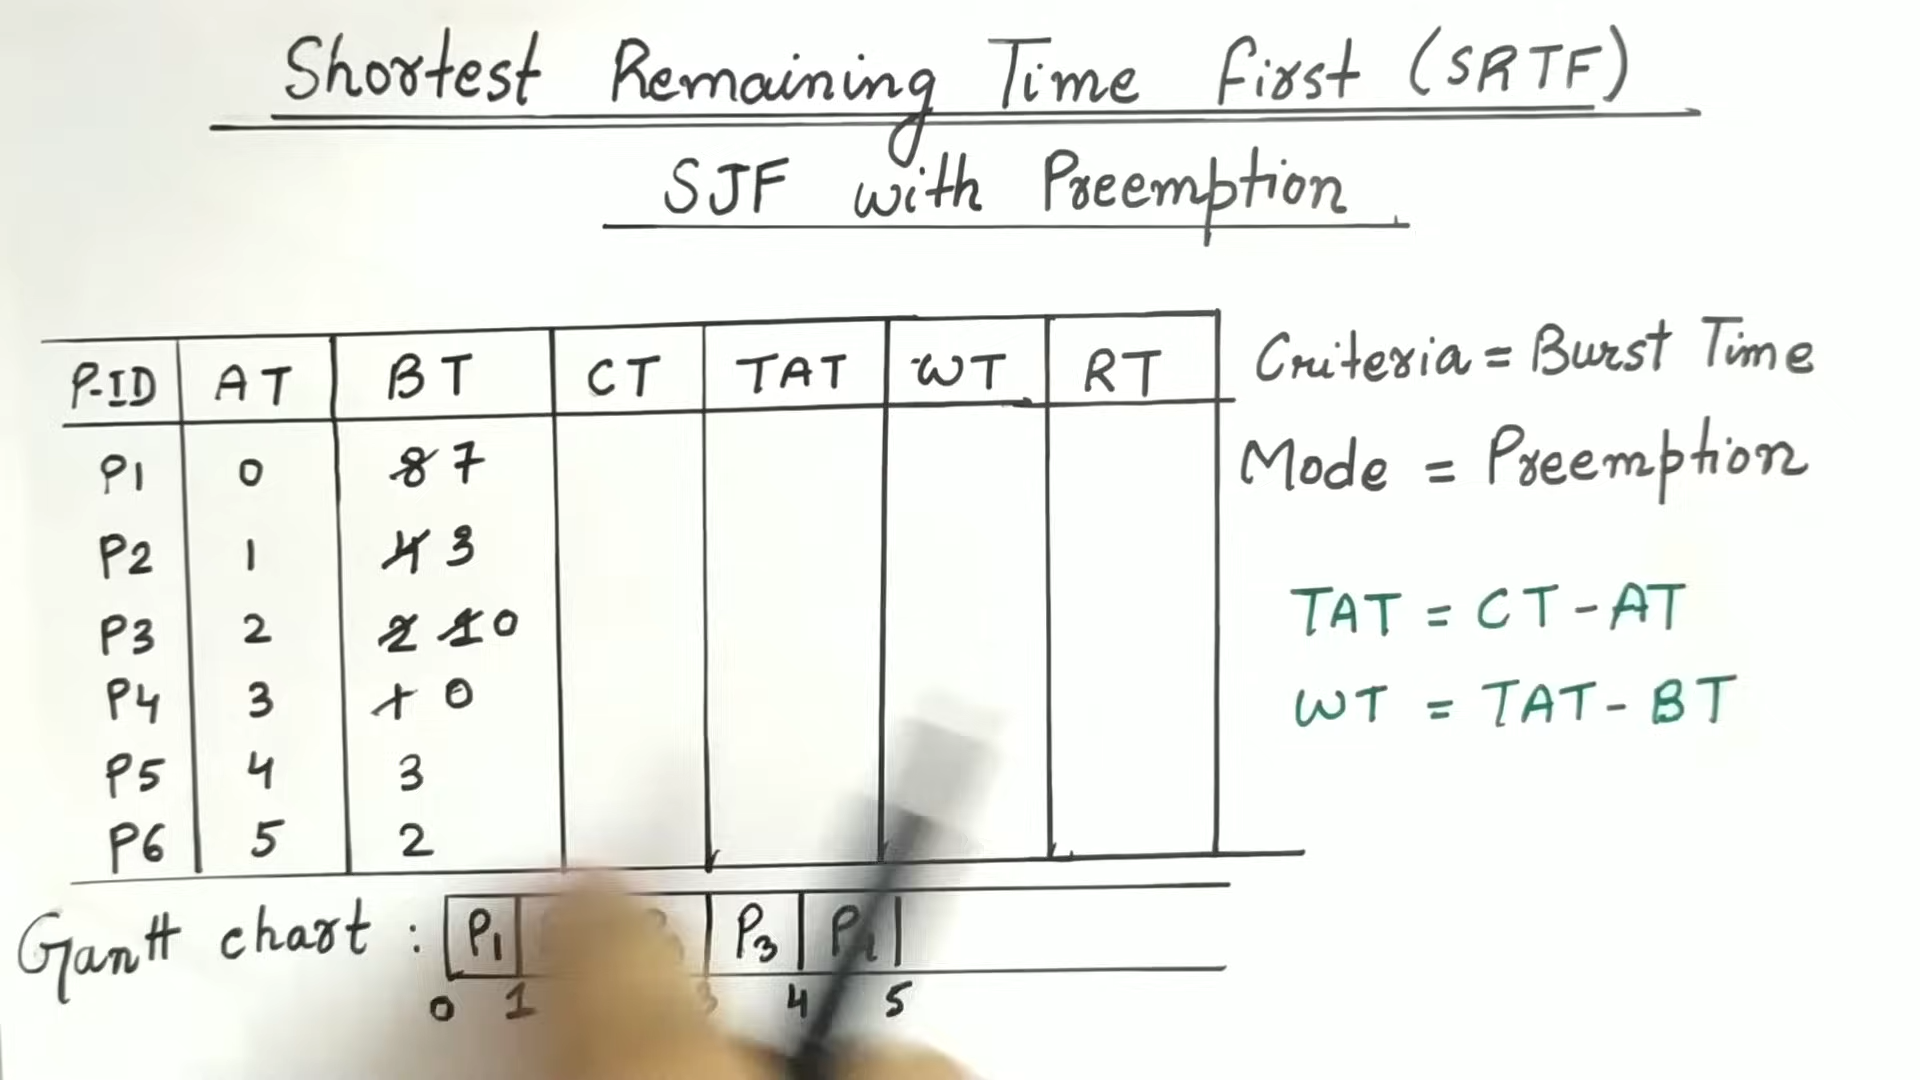 Shortest Remaining Time First (SRTF)
SJF with Preemption
P-ID AT BT CT TAT WT RT
P1 0 8 7
P2 1 4 3
P3 2 2 1 0
P4 3 1 0
P5 4 3
P6 5 2
Criteria = Burst Time
Mode = Preemption
TAT = CT - AT
WT = TAT - BT
Gantt chart : P1 P3
0 1 3 4 5